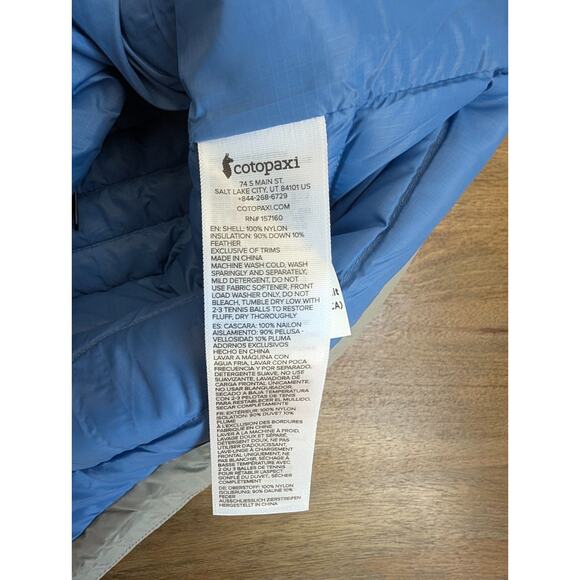 cotopaxi
74 S MAIN ST.
SALT LAKE CITY, UT 84101 US
+844-268-6729
COTOPAXI.COM
RN# 157160
EN: SHELL: 100% NYLON
INSULATION: 90% DOWN 10%
FEATHER
EXCLUSIVE OF TRIMS
MADE IN CHINA
MACHINE WASH COLD, WASH
SPARINGLY AND SEPARATELY,
MILD DETERGENT, DO NOT
USE FABRIC SOFTENER, FRONT
LOAD WASHER ONLY, DO NOT
BLEACH, TUMBLE DRY LOW WITH
2-3 TENNIS BALLS TO RESTORE
FLUFF, DRY THOROUGHLY
ES: CASCARA: 100% NAILON
AISLAMIENTO: 90% PELUSA -
VELLOSIDAD 10% PLUMA
ADORNOS EXCLUSIVOS
HECHO EN CHINA
LAVAR A MÁQUINA CON
AGUA FRIA, LAVAR CON POCA
FRECUENCIA Y POR SEPARADO,
DETERGENTE SUAVE, NO USE
SUAVIZANTE, LAVADORA DE
CARGA FRONTAL ÚNICAMENTE,
NO USAR BLANQUEADOR,
SECADO A BAJA TEMPERATURA
CON 2-3 PELOTAS DE TENIS
PARA RESTABLECER EL MULLIDO,
SECAR COMPLETAMENTE
FR: EXTÉRIEUR: 100% NYLON
ISOLATION: 90% DUVET 10%
PLUME
À L'EXCLUSION DES BORDURES
FABRIQUÉ EN CHINE
LAVER À LA MACHINE À FROID,
LAVAGE DOUX ET SÉPARÉ,
DÉTERGENT DOUX, NE PAS
UTILISER D'ADOUCISSANT,
LAVE-LINGE À CHARGEMENT
FRONTAL UNIQUEMENT, NE
PAS BLANCHIR, SÉCHAGE À
BASSE TEMPÉRATURE AVEC
2 OU 3 BALLES DE TENNIS
POUR RÉTABLIR L'ASPECT
GONFLÉ DU DUVET, SÉCHER
COMPLÈTEMENT
DE: OBERSTOFF: 100% NYLON
ISOLIERUNG: 90% DAUNE 10%
FEDER
AUSSCHLIESSLICH ZIERSTREIFEN
HERGESTELLT IN CHINA